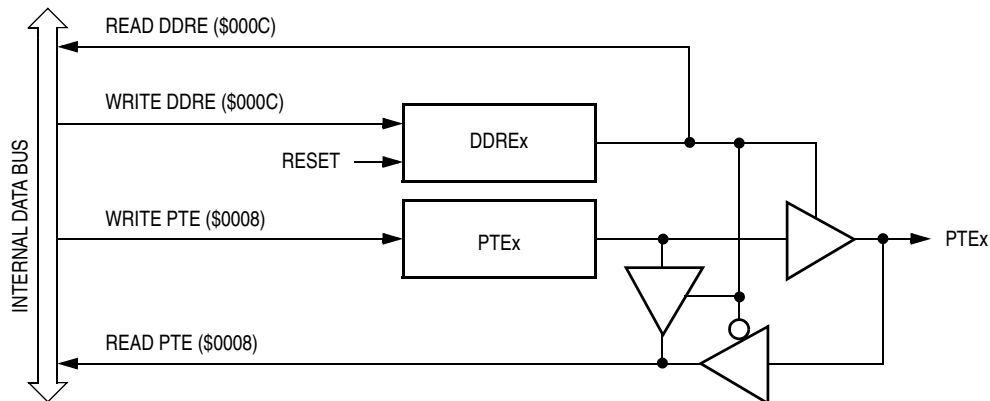 READ DDRE ($000C)
WRITE DDRE ($000C)
DDREx
RESET
WRITE PTE ($0008)
PTEx
PTEx
READ PTE ($0008)
INTERNAL DATA BUS